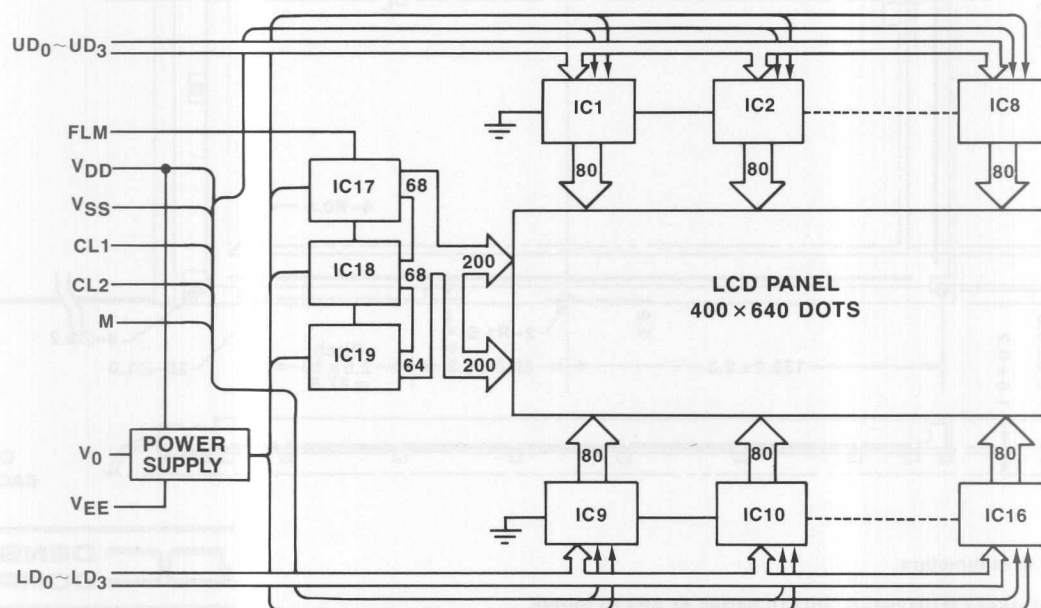 UD0~UD3
IC1
IC2
IC8
FLM
VDD
VSS
CL1
CL2
M
IC17
68
IC18
68
IC19
64
80
80
80
200
200
LCD PANEL
400 × 640 DOTS
POWER
SUPPLY
V0
VEE
80
80
80
IC9
IC10
IC16
LD0~LD3